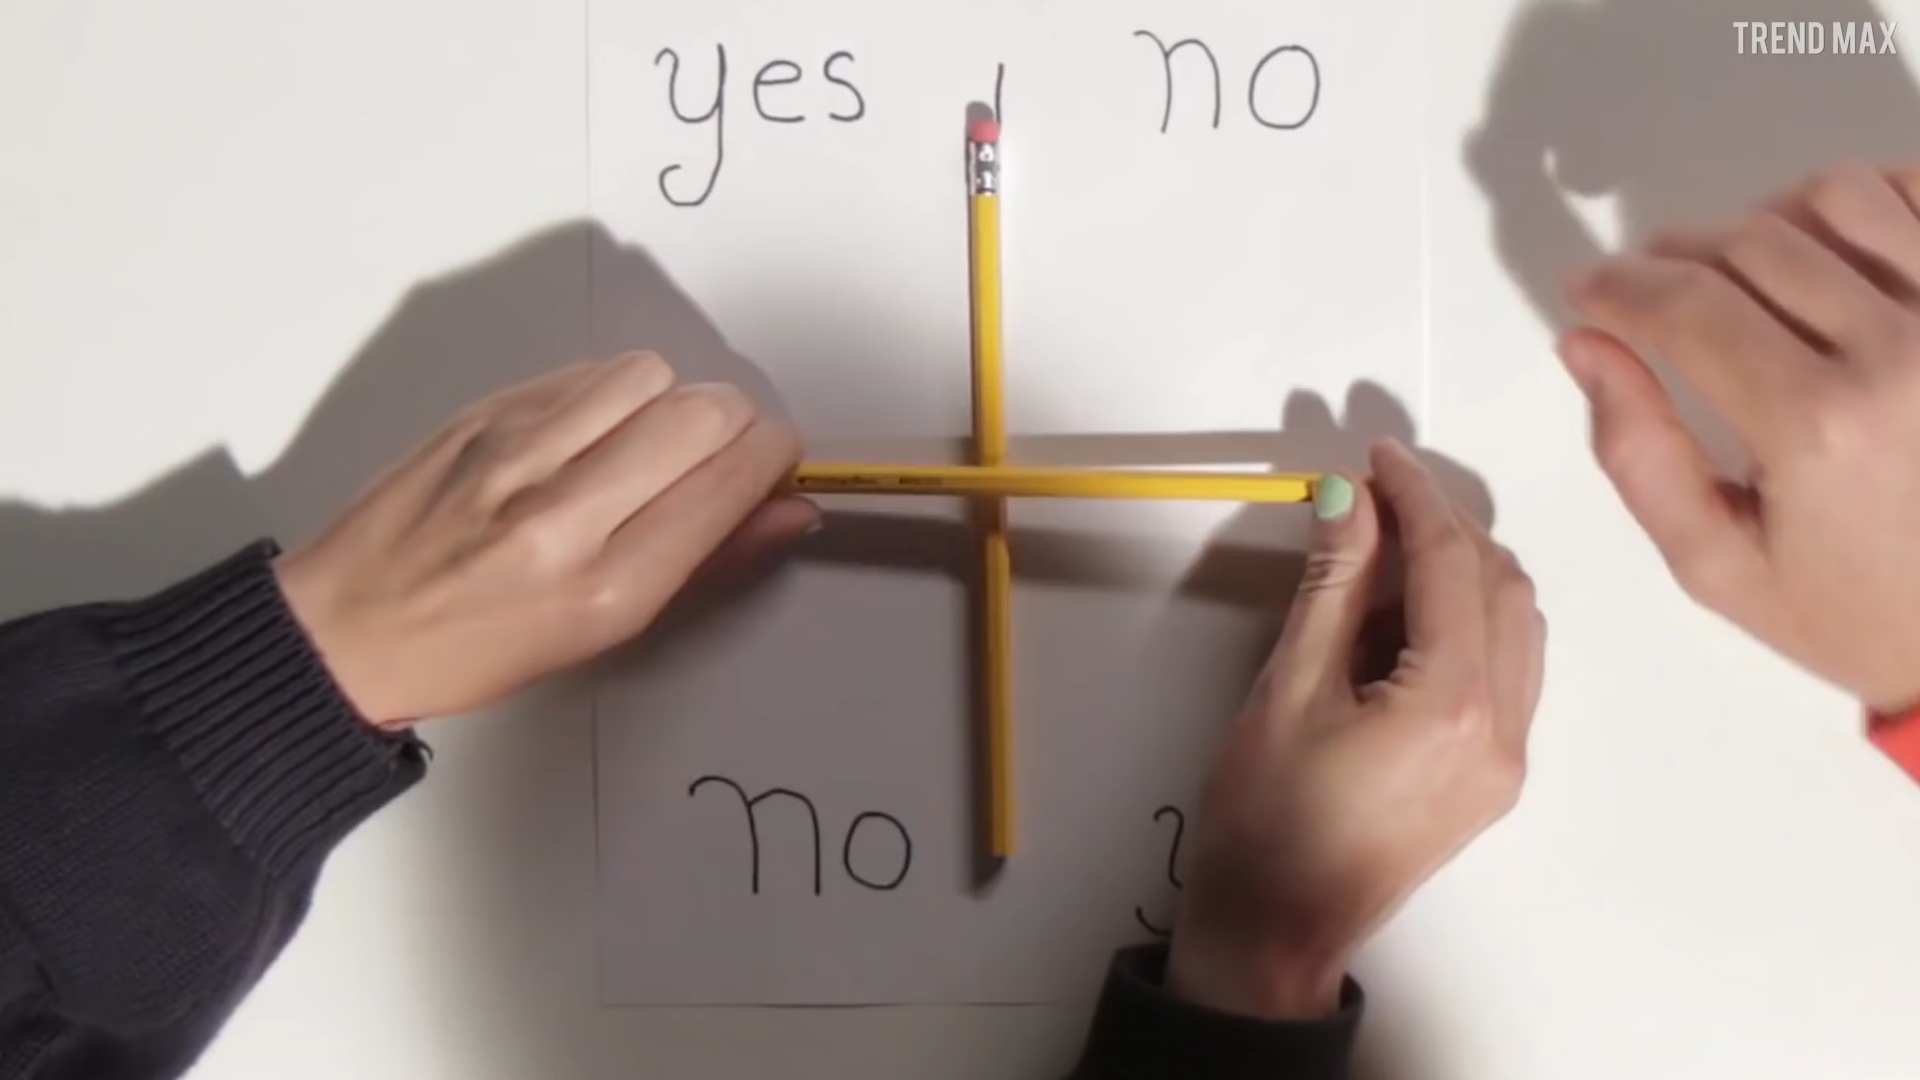 TREND MAX
yes no
no